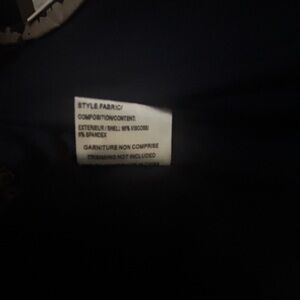 STYLE FABRIC/
COMPOSITION/CONTENT:
EXTERIEUR / SHELL 95% VISCOSE/
5% SPANDEX
GARNITURE NON COMPRISE
TRIMMING NOT INCLUDED